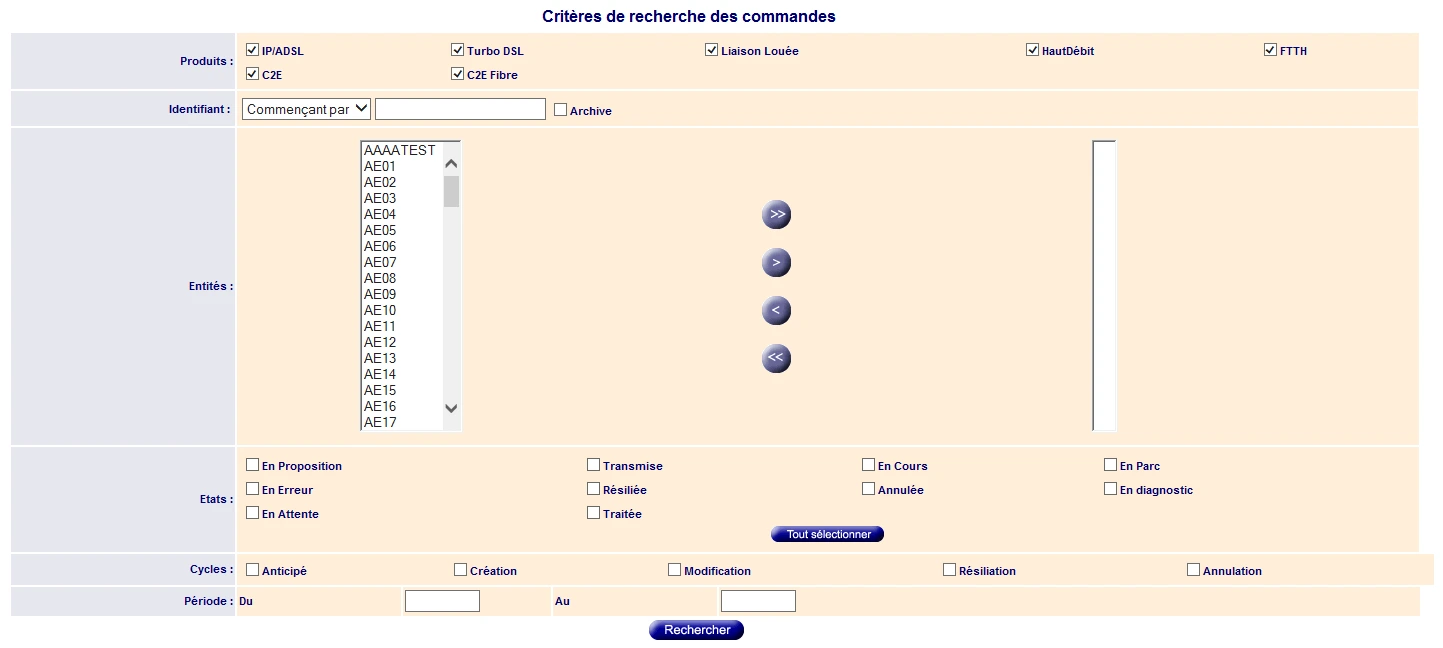 Critères de recherche des commandes
Produits : IP/ADSL Turbo DSL Liaison Louée HautDébit FTTH
C2E C2E Fibre
Identifiant : Commençant par Archive
Entités :
AAAATEST
AE01
AE02
AE03
AE04
AE05
AE06
AE07
AE08
AE09
AE10
AE11
AE12
AE13
AE14
AE15
AE16
AE17
>>
>
<
<<
Etats : En Proposition Transmise En Cours En Parc
En Erreur Résiliée Annulée En diagnostic
En Attente Traitée
Tout sélectionner
Cycles : Anticipé Création Modification Résiliation Annulation
Période : Du Au
Rechercher